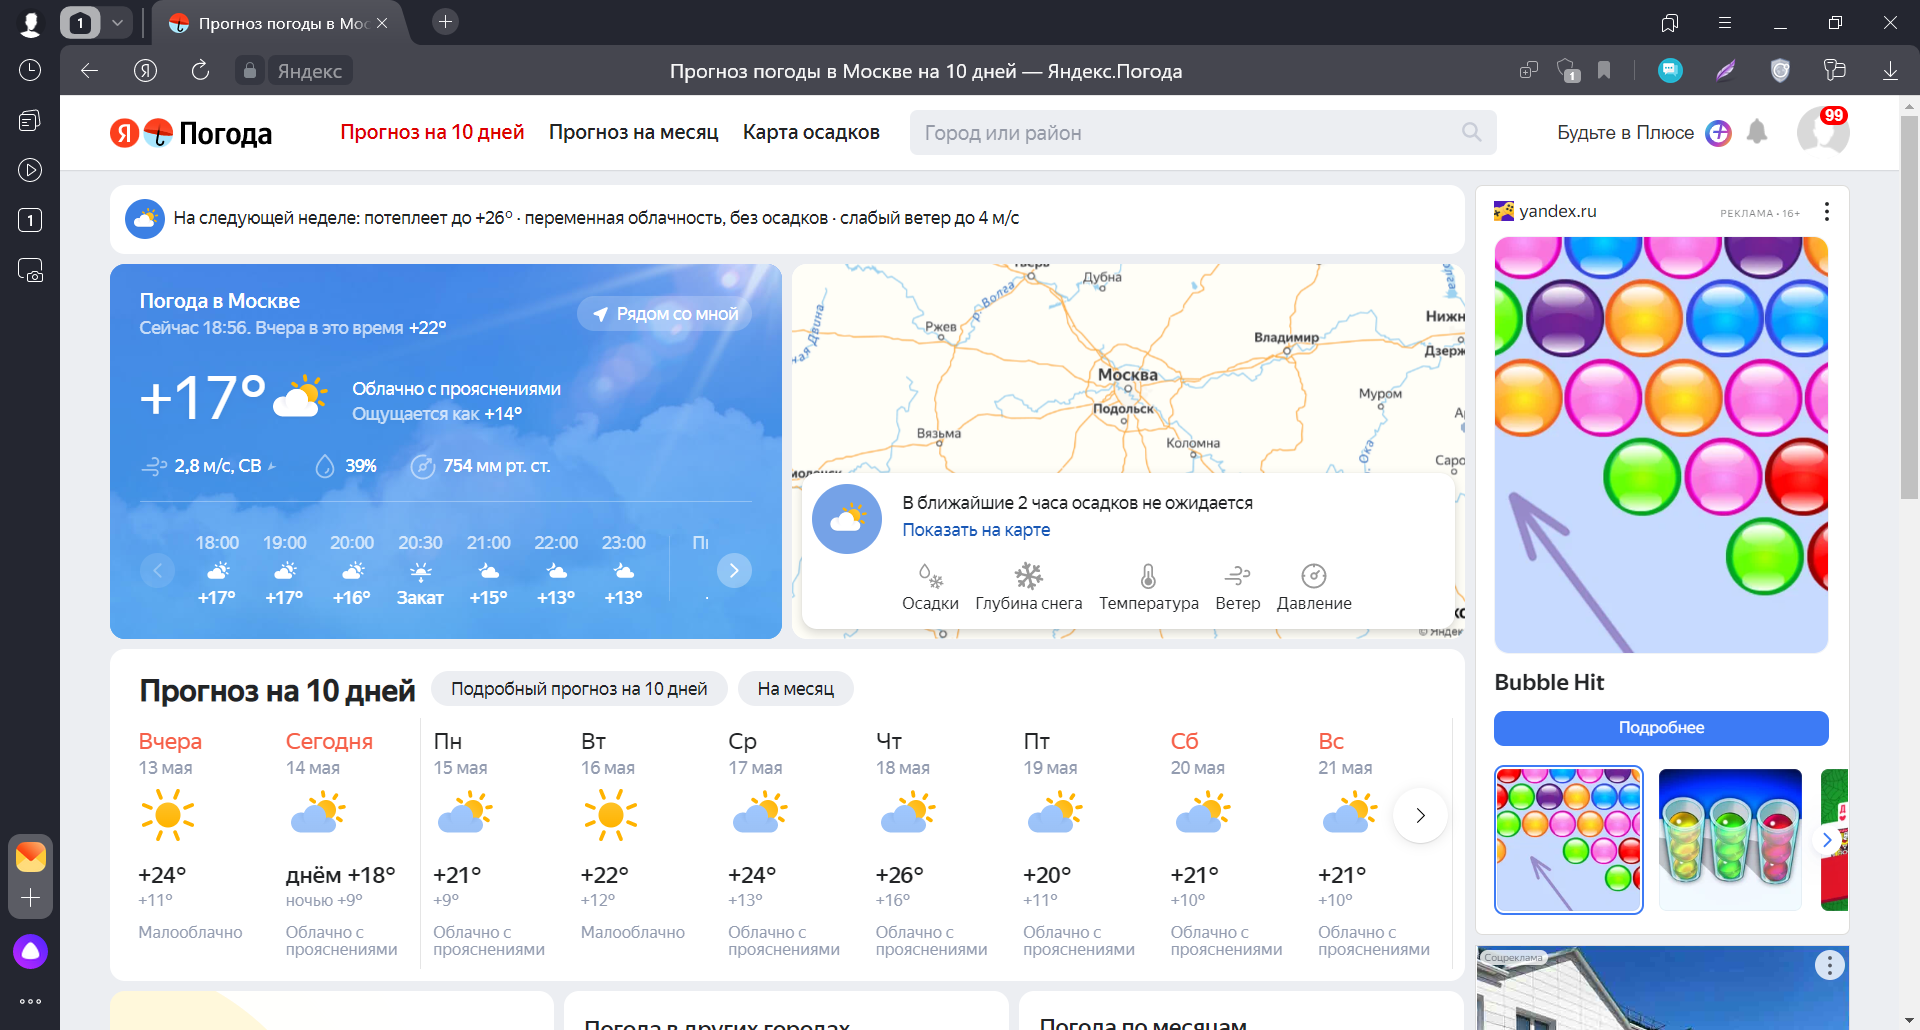 1
Прогноз погоды в Мос
Яндекс
Прогноз погоды в Москве на 10 дней — Яндекс.Погода
1
1
Я Погода
Прогноз на 10 дней
Прогноз на месяц
Карта осадков
Город или район
Будьте в Плюсе
99
На следующей неделе: потеплеет до +26° · переменная облачность, без осадков · слабый ветер до 4 м/с
Погода в Москве
Сейчас 18:56. Вчера в это время +22°
Рядом со мной
+17°
Облачно с прояснениями
Ощущается как +14°
2,8 м/с, СВ
39%
754 мм рт. ст.
18:00 19:00 20:00 20:30 21:00 22:00 23:00
+17° +17° +16° Закат +15° +13° +13°
Тверь
Дубна
р. Волга
Ржев
Владимир
Нижн
Дзерж
ая Двина
Москва
Муром
Подольск
Вязьма
Коломна
Ока
Саро
моленск
В ближайшие 2 часа осадков не ожидается
Показать на карте
Осадки
Глубина снега
Температура
Ветер
Давление
© Яндек
Прогноз на 10 дней
Подробный прогноз на 10 дней
На месяц
Вчера Сегодня Пн Вт Ср Чт Пт Сб Вс
13 мая 14 мая 15 мая 16 мая 17 мая 18 мая 19 мая 20 мая 21 мая
+24° днём +18° +21° +22° +24° +26° +20° +21° +21°
+11° ночью +9° +9° +12° +13° +16° +11° +10° +10°
Малооблачно Облачно с Облачно с Малооблачно Облачно с Облачно с Облачно с Облачно с Облачно с
прояснениями прояснениями прояснениями прояснениями прояснениями прояснениями прояснениями
Погода в других городах
Погода по месяцам
yandex.ru
РЕКЛАМА • 16+
Bubble Hit
Подробнее
Соцреклама